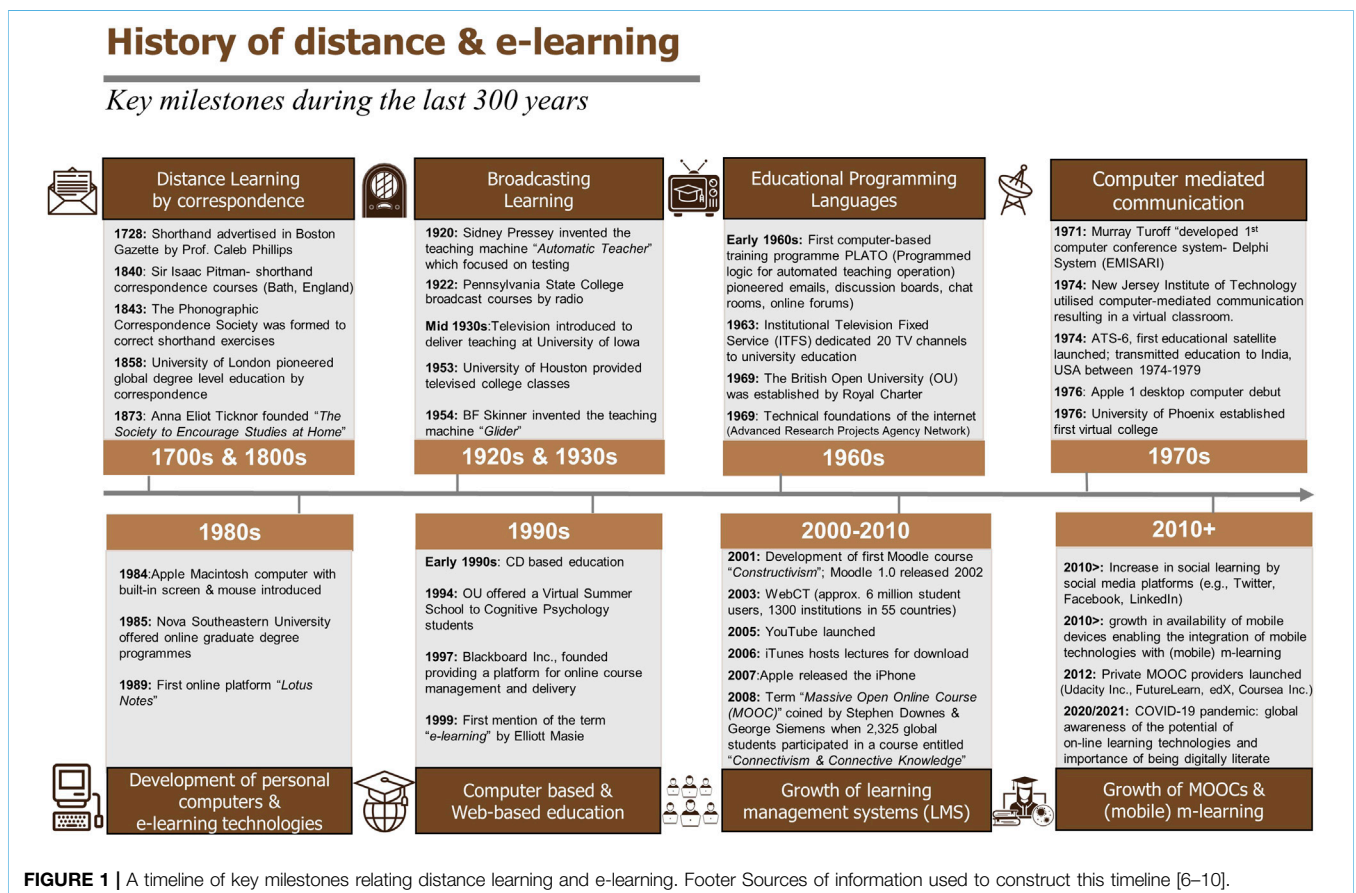 History of distance & e-learning
Key milestones during the last 300 years
Distance Learning
by correspondence
1728: Shorthand advertised in Boston
Gazette by Prof. Caleb Phillips
1840: Sir Isaac Pitman- shorthand
correspondence courses (Bath, England)
1843: The Phonographic
Correspondence Society was formed to
correct shorthand exercises
1858: University of London pioneered
global degree level education by
correspondence
1873: Anna Eliot Ticknor founded “The
Society to Encourage Studies at Home”
1700s & 1800s
Broadcasting
Learning
1920: Sidney Pressey invented the
teaching machine “Automatic Teacher”
which focused on testing
1922: Pennsylvania State College
broadcast courses by radio
Mid 1930s:Television introduced to
deliver teaching at University of Iowa
1953: University of Houston provided
televised college classes
1954: BF Skinner invented the teaching
machine “Glider”
1920s & 1930s
Educational Programming
Languages
Early 1960s: First computer-based
training programme PLATO (Programmed
logic for automated teaching operation)
pioneered emails, discussion boards, chat
rooms, online forums)
1963: Institutional Television Fixed
Service (ITFS) dedicated 20 TV channels
to university education
1969: The British Open University (OU)
was established by Royal Charter
1969: Technical foundations of the internet
(Advanced Research Projects Agency Network)
1960s
Computer mediated
communication
1971: Murray Turoff “developed 1st
computer conference system- Delphi
System (EMISARI)
1974: New Jersey Institute of Technology
utilised computer-mediated communication
resulting in a virtual classroom.
1974: ATS-6, first educational satellite
launched; transmitted education to India,
USA between 1974-1979
1976: Apple 1 desktop computer debut
1976: University of Phoenix established
first virtual college
1970s
1980s
1984:Apple Macintosh computer with
built-in screen & mouse introduced
1985: Nova Southeastern University
offered online graduate degree
programmes
1989: First online platform “Lotus
Notes”
Development of personal
computers &
e-learning technologies
1990s
Early 1990s: CD based education
1994: OU offered a Virtual Summer
School to Cognitive Psychology
students
1997: Blackboard Inc., founded
providing a platform for online course
management and delivery
1999: First mention of the term
“e-learning” by Elliott Masie
Computer based &
Web-based education
2000-2010
2001: Development of first Moodle course
“Constructivism”; Moodle 1.0 released 2002
2003: WebCT (approx. 6 million student
users, 1300 institutions in 55 countries)
2005: YouTube launched
2006: iTunes hosts lectures for download
2007:Apple released the iPhone
2008: Term “Massive Open Online Course
(MOOC)” coined by Stephen Downes &
George Siemens when 2,325 global
students participated in a course entitled
“Connectivism & Connective Knowledge”
Growth of learning
management systems (LMS)
2010+
2010>: Increase in social learning by
social media platforms (e.g., Twitter,
Facebook, LinkedIn)
2010>: growth in availability of mobile
devices enabling the integration of mobile
technologies with (mobile) m-learning
2012: Private MOOC providers launched
(Udacity Inc., FutureLearn, edX, Coursea Inc.)
2020/2021: COVID-19 pandemic: global
awareness of the potential of
on-line learning technologies and
importance of being digitally literate
Growth of MOOCs &
(mobile) m-learning
FIGURE 1 | A timeline of key milestones relating distance learning and e-learning. Footer Sources of information used to construct this timeline [6–10].